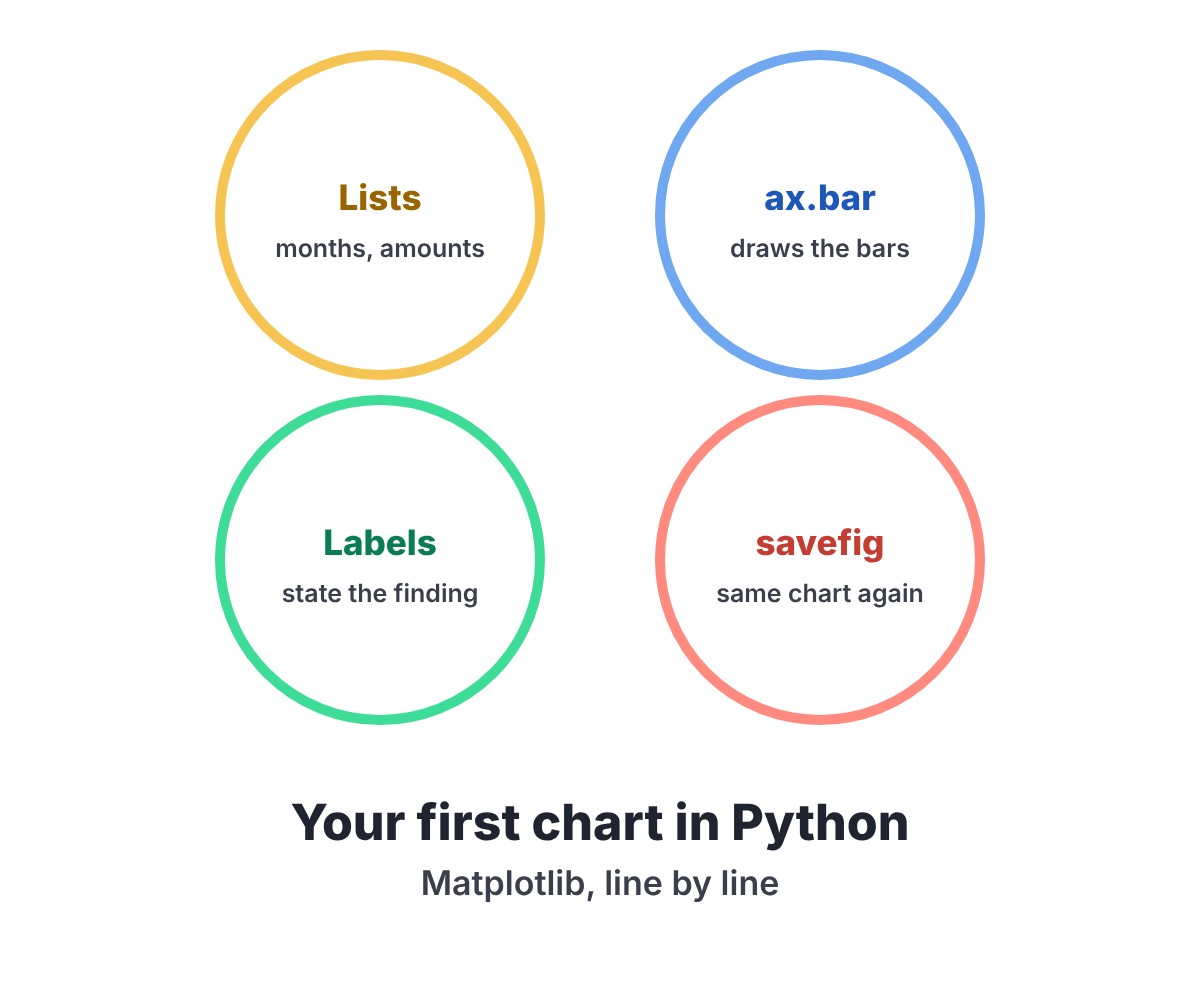 Lists
months, amounts
ax.bar
draws the bars
Labels
state the finding
savefig
same chart again
Your first chart in Python
Matplotlib, line by line